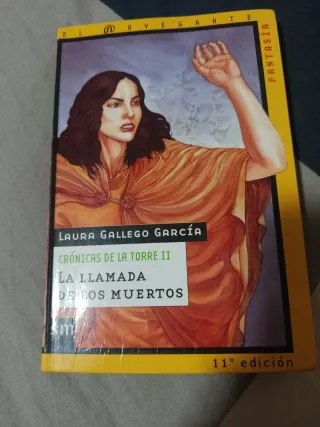 EL NAVEGANTE
FANTASÍA
LAURA GALLEGO GARCÍA
CRÓNICAS DE LA TORRE II
LA LLAMADA
DE LOS MUERTOS
sm
11ª edición